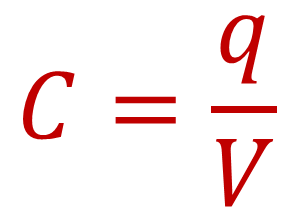 C = q/V